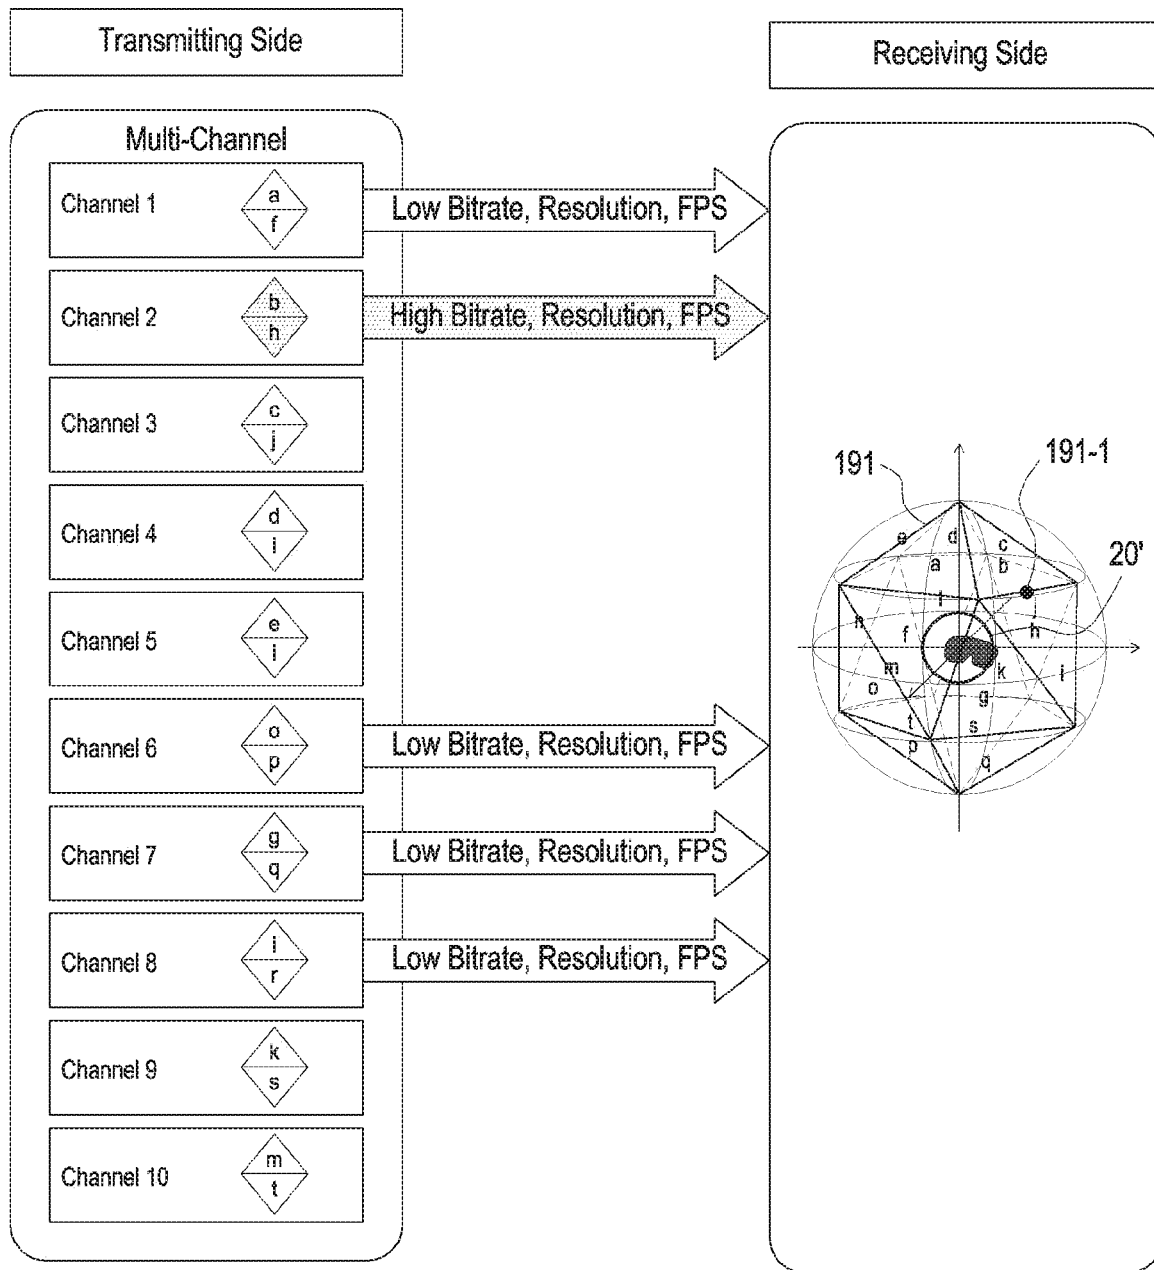 Transmitting Side
Receiving Side
Multi-Channel
Channel 1
a
f
Low Bitrate, Resolution, FPS
Channel 2
b
h
High Bitrate, Resolution, FPS
Channel 3
c
j
Channel 4
d
l
Channel 5
e
i
Channel 6
o
p
Low Bitrate, Resolution, FPS
Channel 7
g
q
Low Bitrate, Resolution, FPS
Channel 8
i
r
Low Bitrate, Resolution, FPS
Channel 9
k
s
Channel 10
m
t
191
191-1
20'
e
d
c
a
b
n
f
h
m
k
o
g
t
s
p
q